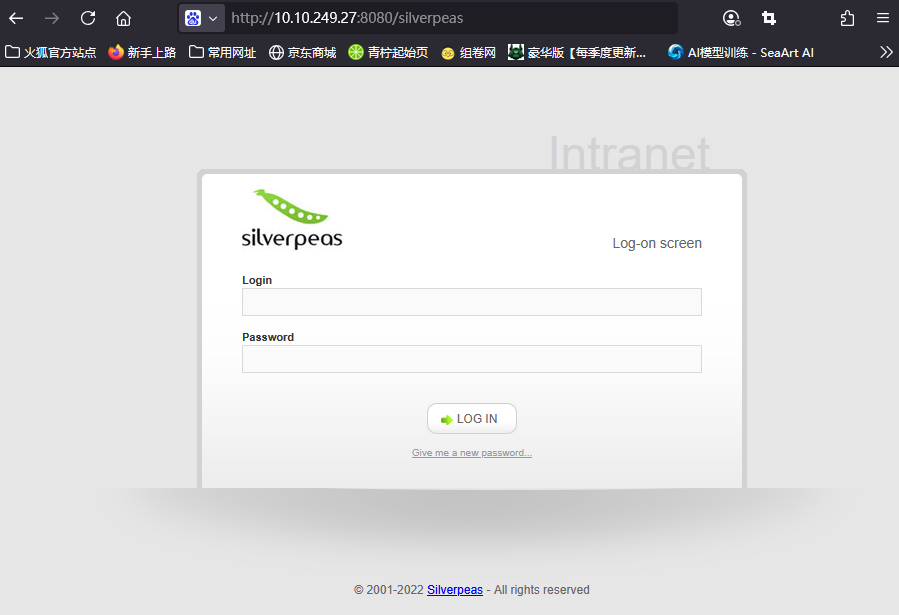 http://10.10.249.27:8080/silverpeas
火狐官方站点 新手上路 常用网址 京东商城 青柠起始页 组卷网 豪华版【每季度更新... AI模型训练 - SeaArt AI
Intranet
silverpeas
Log-on screen
Login
Password
LOG IN
Give me a new password...
© 2001-2022 Silverpeas - All rights reserved